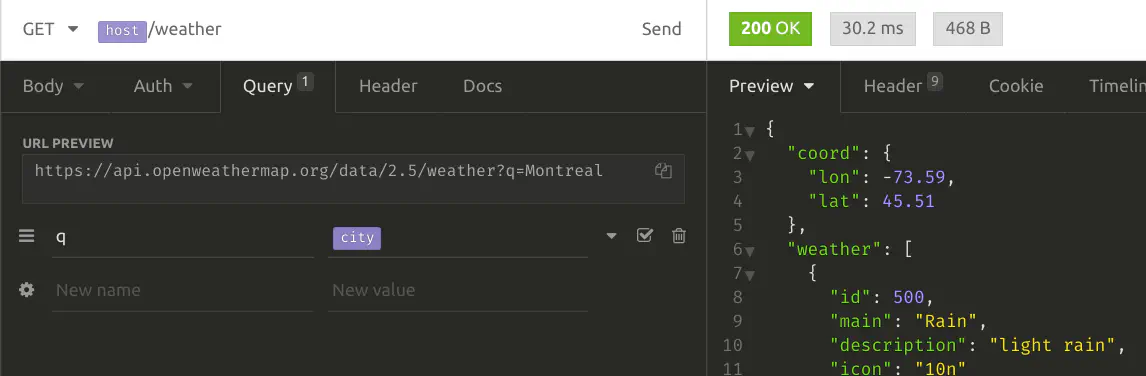 GET host/weather Send
200 OK 30.2 ms 468 B
Body Auth Query 1 Header Docs
URL PREVIEW
https://api.openweathermap.org/data/2.5/weather?q=Montreal
q city
New name New value
Preview Header 9 Cookie Timelin
1 {
2 "coord": {
3 "lon": -73.59,
4 "lat": 45.51
5 },
6 "weather": [
7 {
8 "id": 500,
9 "main": "Rain",
10 "description": "light rain",
11 "icon": "10n"